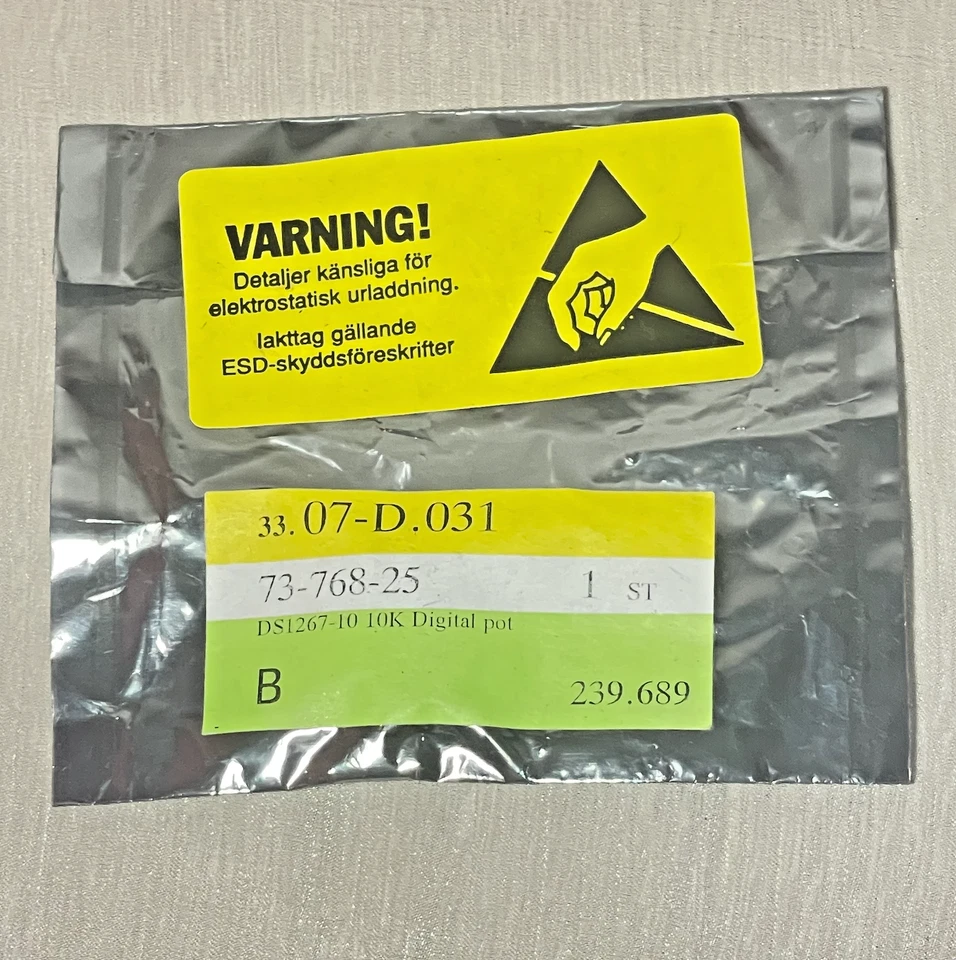 VARNING!
Detaljer känsliga för
elektrostatisk urladdning.
Iakttag gällande
ESD-skyddsföreskrifter
33. 07-D.031
73-768-25 1 ST
DS1267-10 10K Digital pot
B 239.689